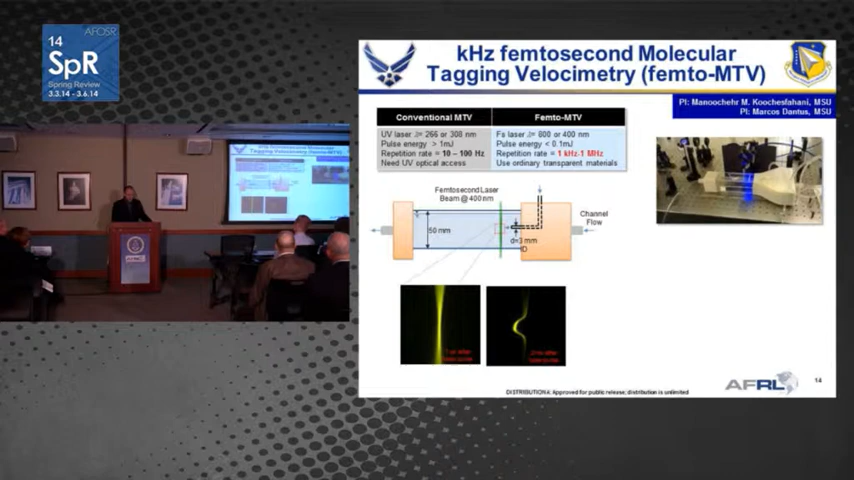 AFOSR
14
SpR
Spring Review
3.3.14 - 3.6.14
kHz femtosecond Molecular
Tagging Velocimetry (femto-MTV)
PI: Manoochehr M. Koochesfahani, MSU
PI: Marcos Dantus, MSU
Conventional MTV
UV laser λ= 266 or 308 nm
Pulse energy > 1mJ
Repetition rate = 10 – 100 Hz
Need UV optical access
Femto-MTV
Fs laser λ= 800 or 400 nm
Pulse energy < 0.1mJ
Repetition rate = 1 kHz-1 MHz
Use ordinary transparent materials
Femtosecond Laser
Beam @ 400 nm
50 mm
d=3 mm
ID
Channel
Flow
AFRL
14
DISTRIBUTION A: Approved for public release; distribution is unlimited